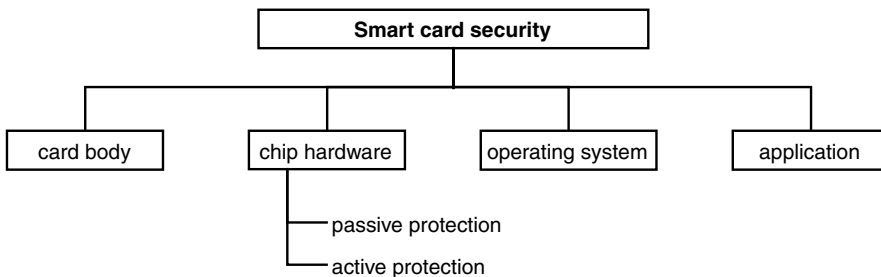 Smart card security
card body
chip hardware
operating system
application
passive protection
active protection